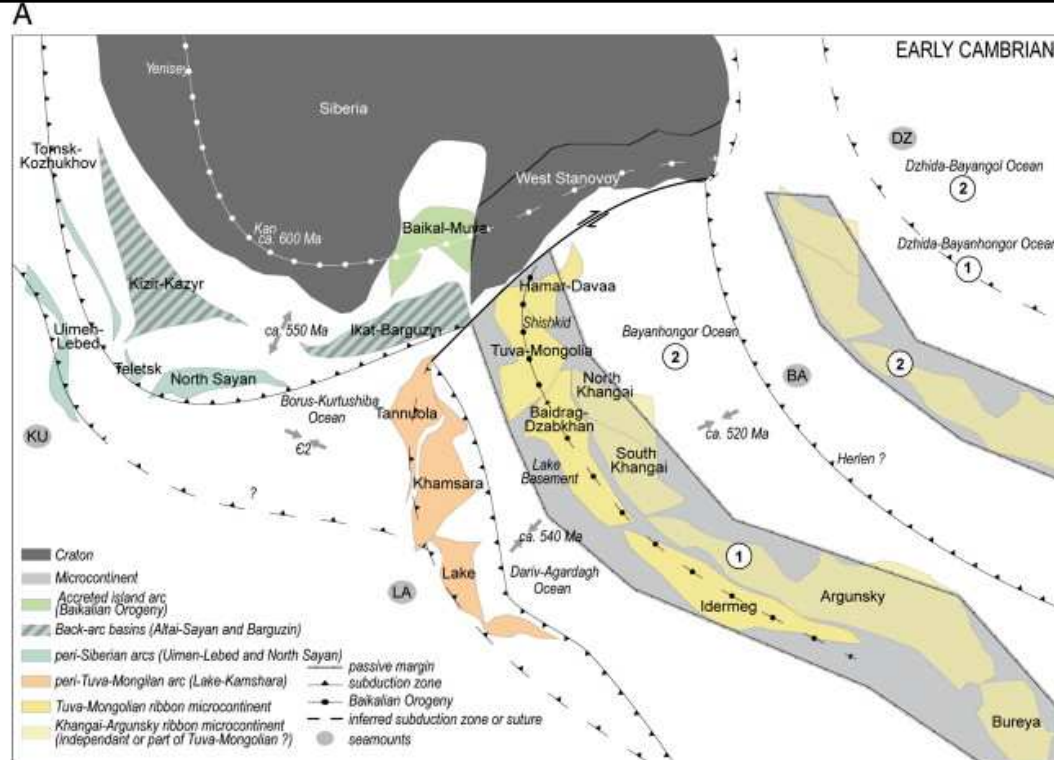 A
EARLY CAMBRIAN
Yenisey
Siberia
DZ
Tomsk-
Kozhukhov
Dzhida-Bayangol Ocean
2
West Stanovoy
Kan
ca. 600 Ma
Baikal-Muya
Dzhida-Bayanhongor Ocean
1
Kizir-Kazyr
Hamar-Davaa
Uimen-
Lebed
ca. 550 Ma
Ikat-Barguzin
Shishkid
Bayanhongor Ocean
2
Teletsk
North Sayan
Tuva-Mongolia
2
BA
North
Khangai
Borus-Kurtushiba
Ocean
Tannuola
Baidrag-
Dzabkhan
KU
Є2
ca. 520 Ma
South
Khangai
Herlen ?
Lake
Basement
Khamsara
?
ca. 540 Ma
1
Craton
Microcontinent
Lake
Dariv-Agardagh
Ocean
LA
Idermeg
Argunsky
Accreted island arc
(Baikalian Orogeny)
Back-arc basins (Altai-Sayan and Barguzin)
peri-Siberian arcs (Uimen-Lebed and North Sayan)
peri-Tuva-Mongilan arc (Lake-Kamshara)
Tuva-Mongolian ribbon microcontinent
Khangai-Argunsky ribbon microcontinent
(independant or part of Tuva-Mongolian ?)
passive margin
subduction zone
Baikalian Orogeny
inferred subduction zone or suture
seamounts
Bureya